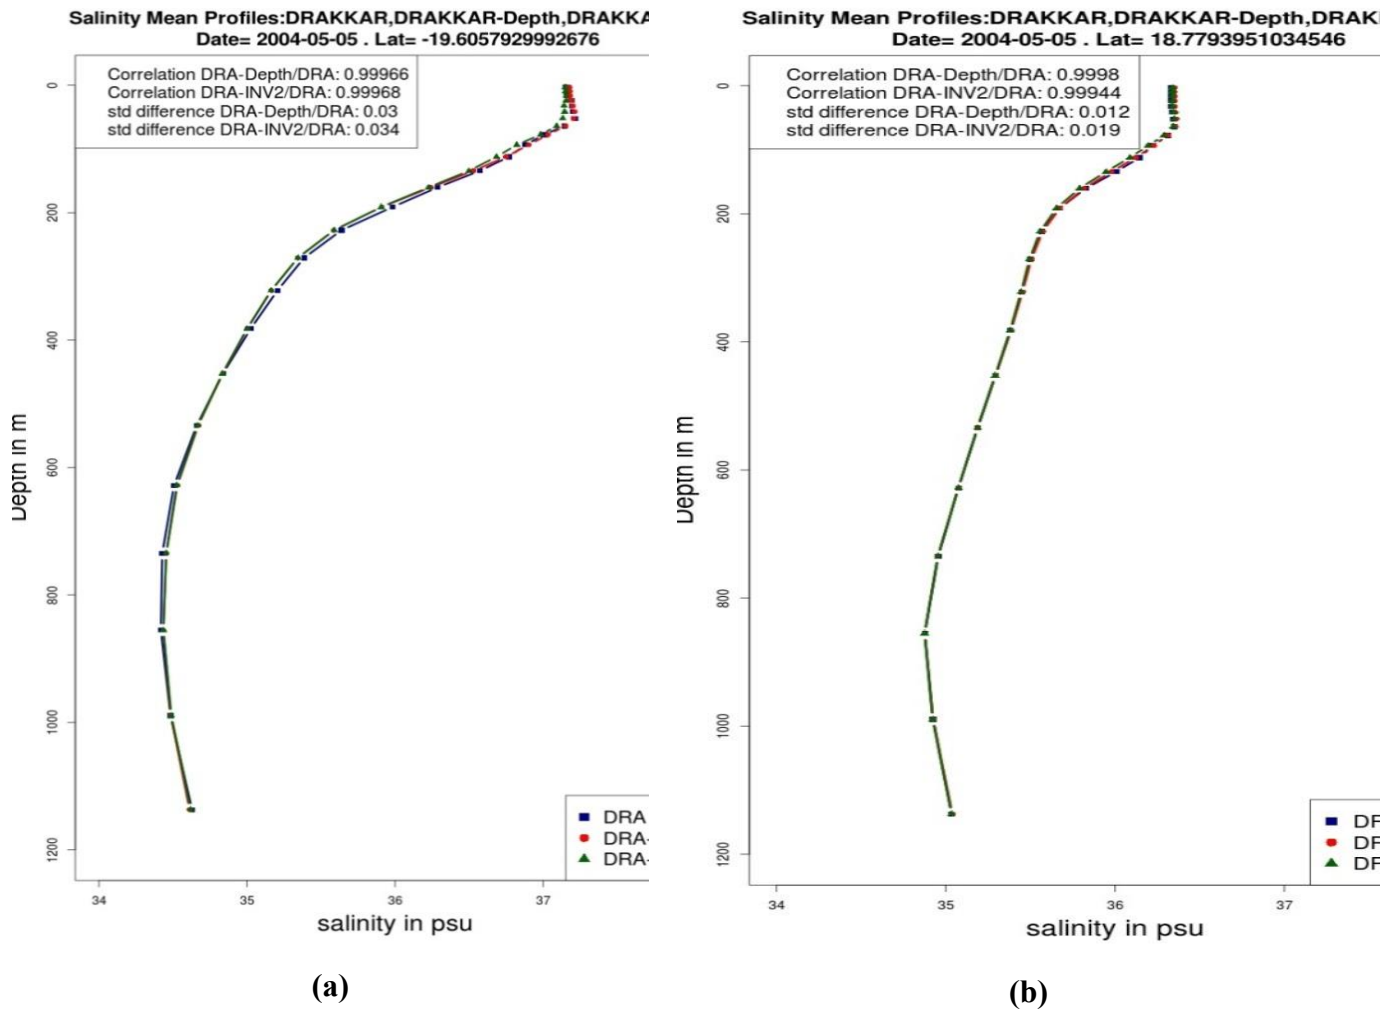 Salinity Mean Profiles:DRAKKAR,DRAKKAR-Depth,DRAKKA
Date= 2004-05-05 . Lat= -19.6057929992676
Correlation DRA-Depth/DRA: 0.99966
Correlation DRA-INV2/DRA: 0.99968
std difference DRA-Depth/DRA: 0.03
std difference DRA-INV2/DRA: 0.034
0
200
400
600
800
1000
1200
Depth in m
DRA
DRA-
DRA-
34
35
36
37
salinity in psu
(a)
Salinity Mean Profiles:DRAKKAR,DRAKKAR-Depth,DRAK
Date= 2004-05-05 . Lat= 18.7793951034546
Correlation DRA-Depth/DRA: 0.9998
Correlation DRA-INV2/DRA: 0.99944
std difference DRA-Depth/DRA: 0.012
std difference DRA-INV2/DRA: 0.019
0
200
400
600
800
1000
1200
Depth in m
DR
DR
DR
34
35
36
37
salinity in psu
(b)